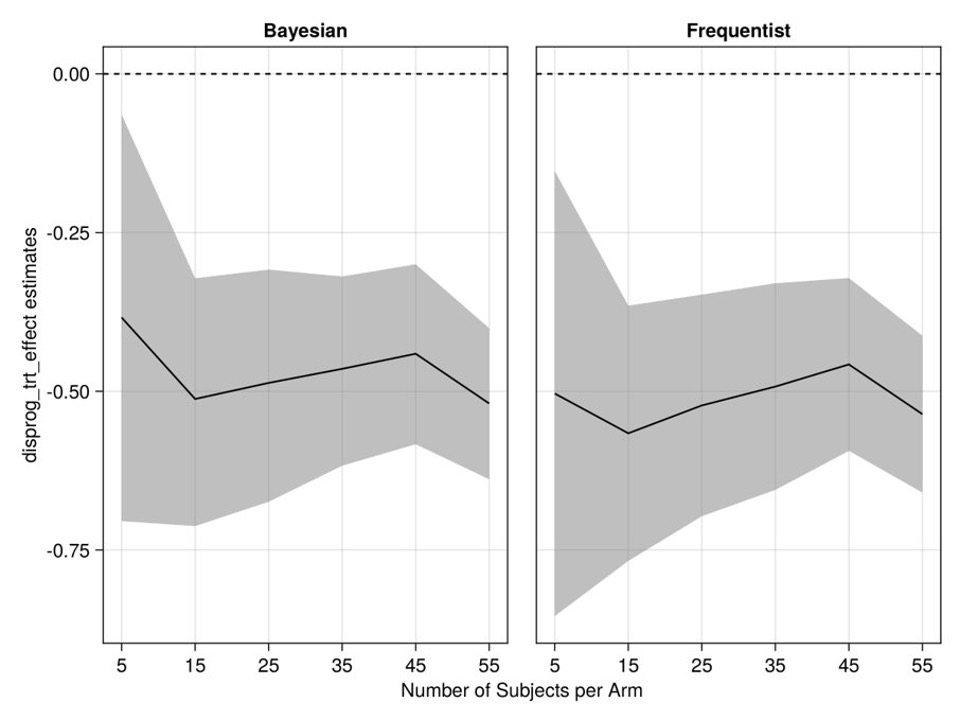 Bayesian
Frequentist
disprog_trt_effect estimates
0.00
-0.25
-0.50
-0.75
5 15 25 35 45 55
5 15 25 35 45 55
Number of Subjects per Arm